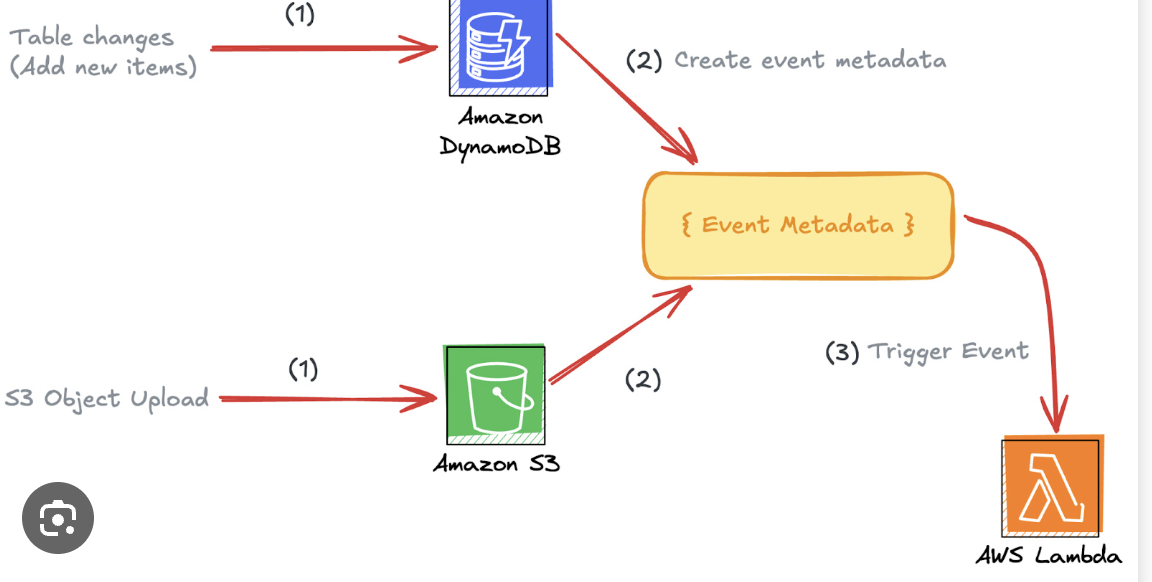 (1)
Table changes
(Add new items)
(2) Create event metadata
Amazon
DynamoDB
{ Event Metadata }
(3) Trigger Event
(1)
(2)
S3 Object Upload
Amazon S3
AWS Lambda